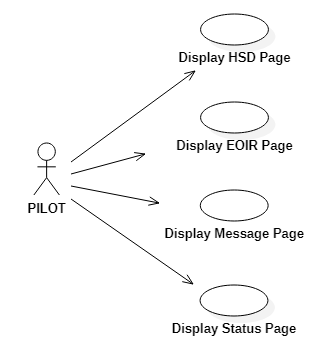 Display HSD Page
Display EOIR Page
PILOT
Display Message Page
Display Status Page